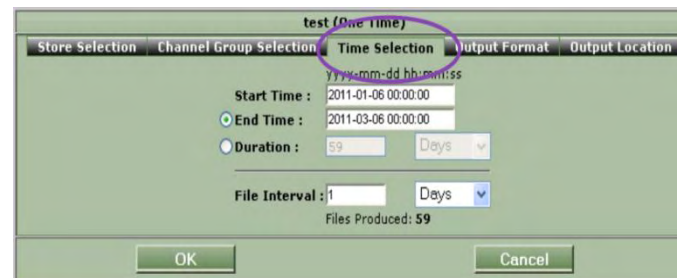 test (One Time)
Store Selection Channel Group Selection Time Selection Output Format Output Location
yyyy-mm-dd hh:mm:ss
Start Time : 2011-01-06 00:00:00
End Time : 2011-03-06 00:00:00
Duration : 59 Days
File Interval : 1 Days
Files Produced: 59
OK Cancel